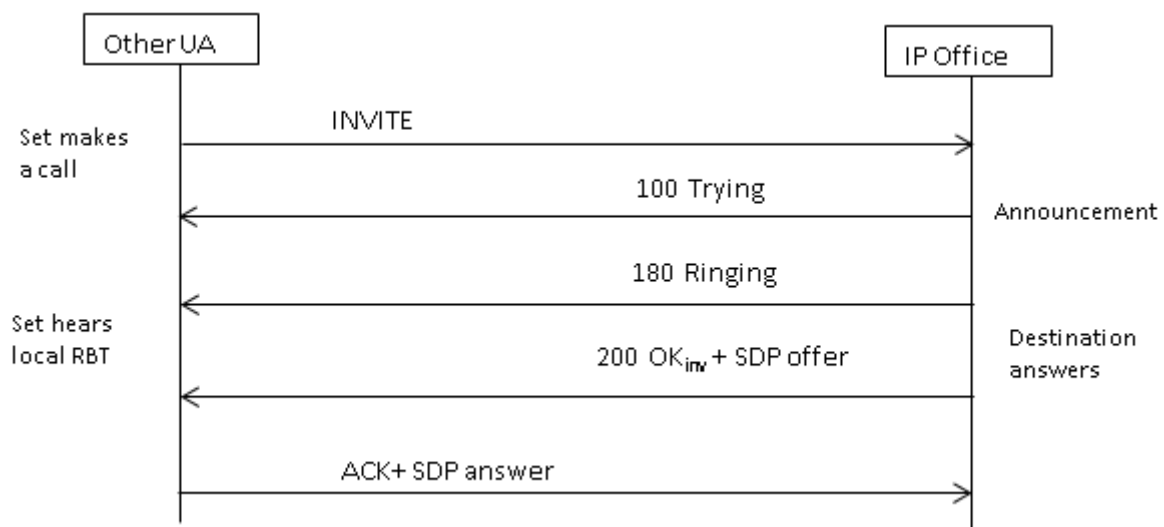 Other UA
IP Office
INVITE
Set makes
a call
100 Trying
Announcement
180 Ringing
Set hears
local RBT
200 OKinv + SDP offer
Destination
answers
ACK+ SDP answer